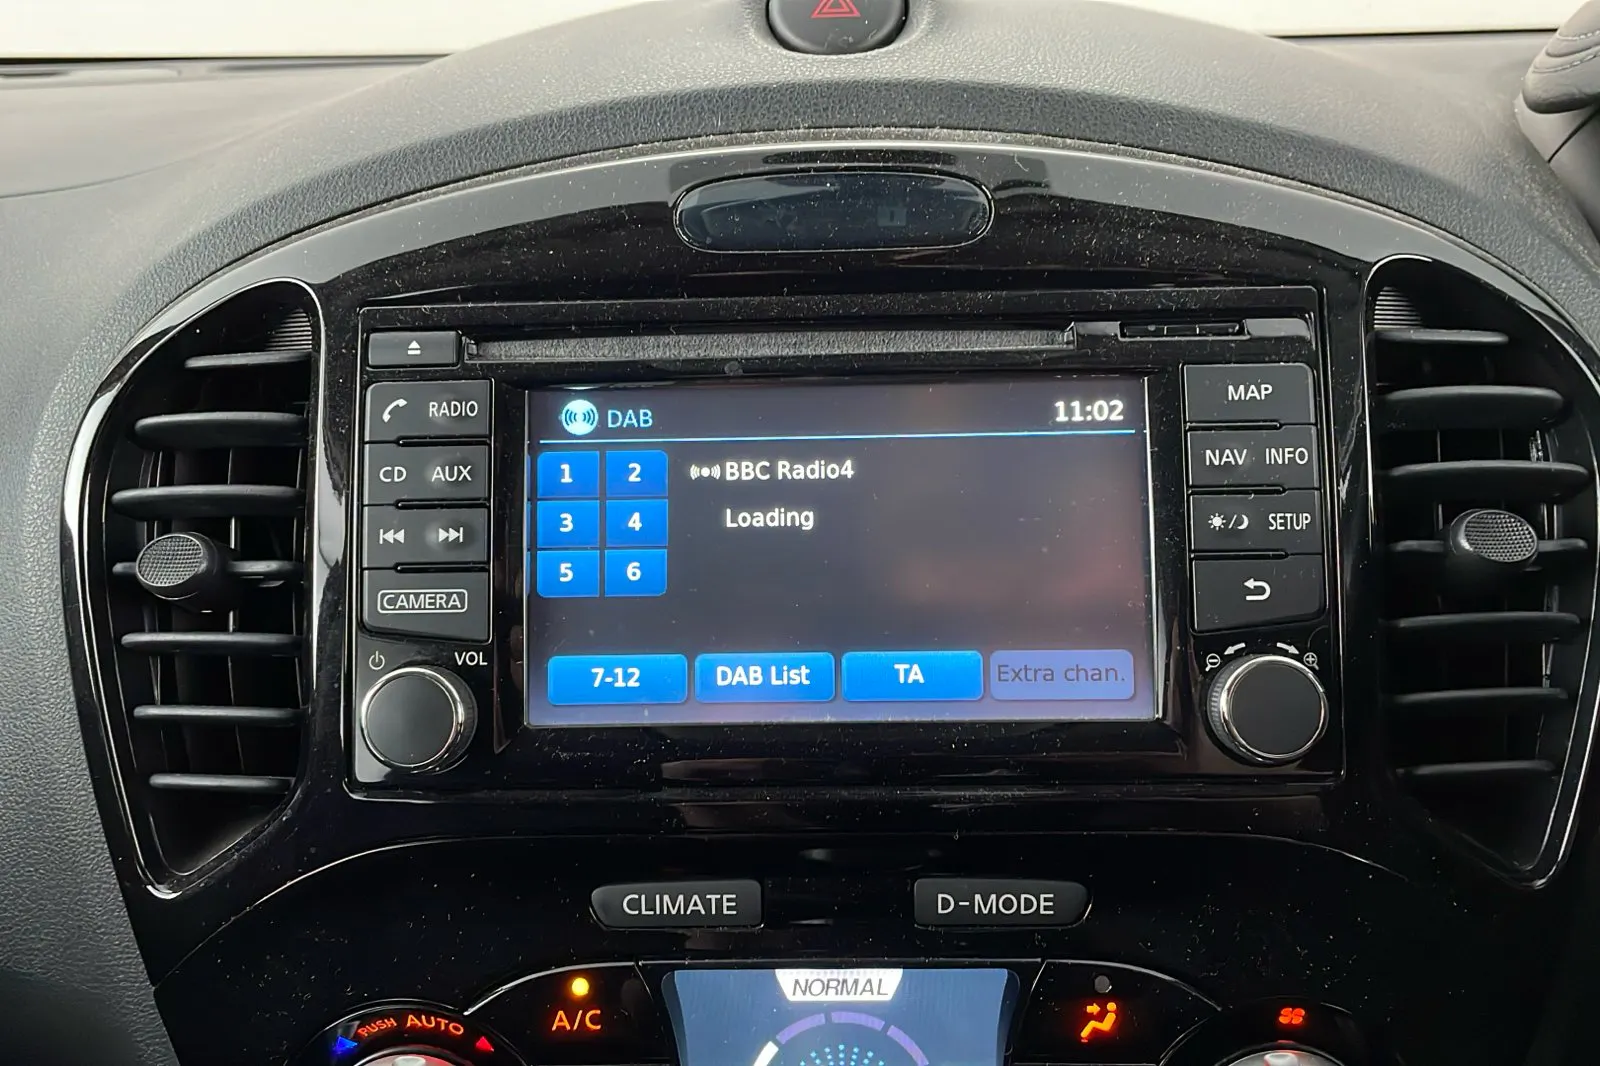 RADIO
CD AUX
CAMERA
VOL
DAB
11:02
1 2
3 4
5 6
BBC Radio4
Loading
7-12 DAB List TA Extra chan.
MAP
NAV INFO
SETUP
CLIMATE D-MODE
NORMAL
A/C
PUSH AUTO